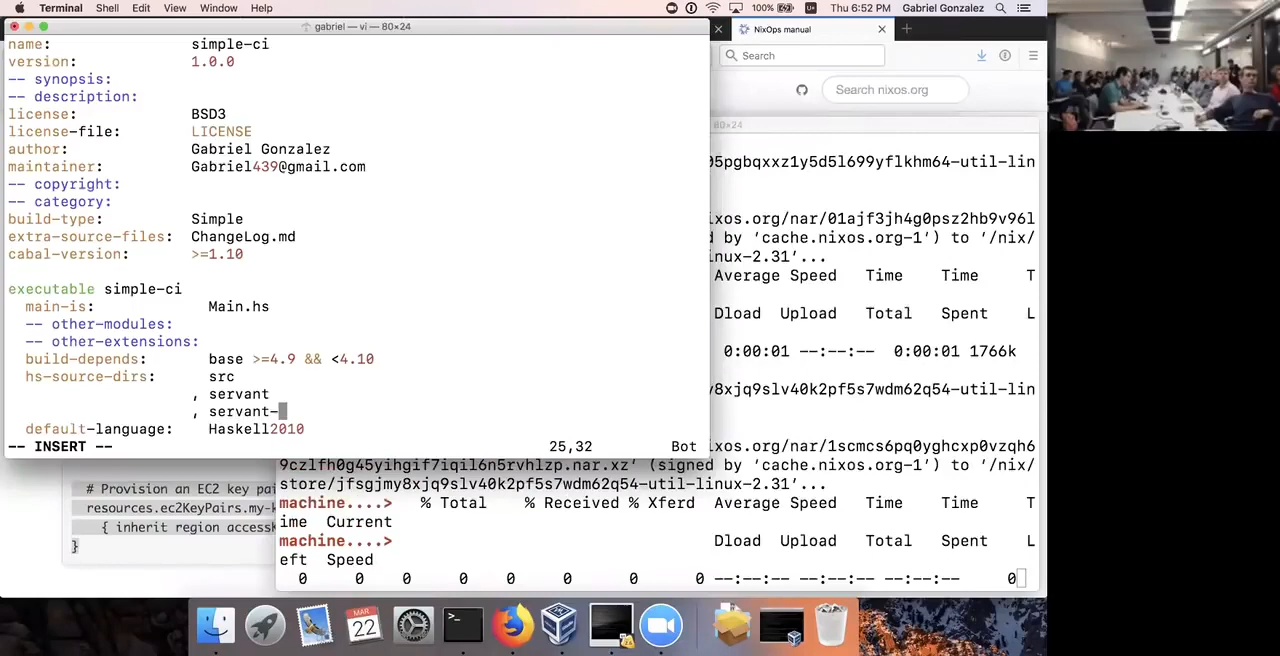 Terminal Shell Edit View Window Help 100% Thu 6:52 PM Gabriel Gonzalez
gabriel — vi — 80×24
name: simple-ci
version: 1.0.0
-- synopsis:
-- description:
license: BSD3
license-file: LICENSE
author: Gabriel Gonzalez
maintainer: Gabriel439@gmail.com
-- copyright:
-- category:
build-type: Simple
extra-source-files: ChangeLog.md
cabal-version: >=1.10
executable simple-ci
main-is: Main.hs
-- other-modules:
-- other-extensions:
build-depends: base >=4.9 && <4.10
hs-source-dirs: src
, servant
, servant-
default-language: Haskell2010
-- INSERT -- 25,32 Bot
NixOps manual
Search
Search nixos.org
80×24
05pgbqxxz1y5d5l699yflkhm64-util-lin
ixos.org/nar/01ajf3jh4g0psz2hb9v96l
d by 'cache.nixos.org-1') to '/nix/
inux-2.31'...
Average Speed Time Time T
Dload Upload Total Spent L
0:00:01 --:--:-- 0:00:01 1766k
y8xjq9slv40k2pf5s7wdm62q54-util-lin
ixos.org/nar/1scmcs6pq0yghcxp0vzqh6
9czlfh0g45yihgif7iqil6n5rvhlzp.nar.xz' (signed by 'cache.nixos.org-1') to '/nix/
store/jfsgjmy8xjq9slv40k2pf5s7wdm62q54-util-linux-2.31'...
machine....> % Total % Received % Xferd Average Speed Time Time T
ime Current
machine....> Dload Upload Total Spent L
eft Speed
0 0 0 0 0 0 0 0 --:--:-- --:--:-- --:--:-- 0
# Provision an EC2 key pai
resources.ec2KeyPairs.my-k
{ inherit region accessK
}
MAR
22